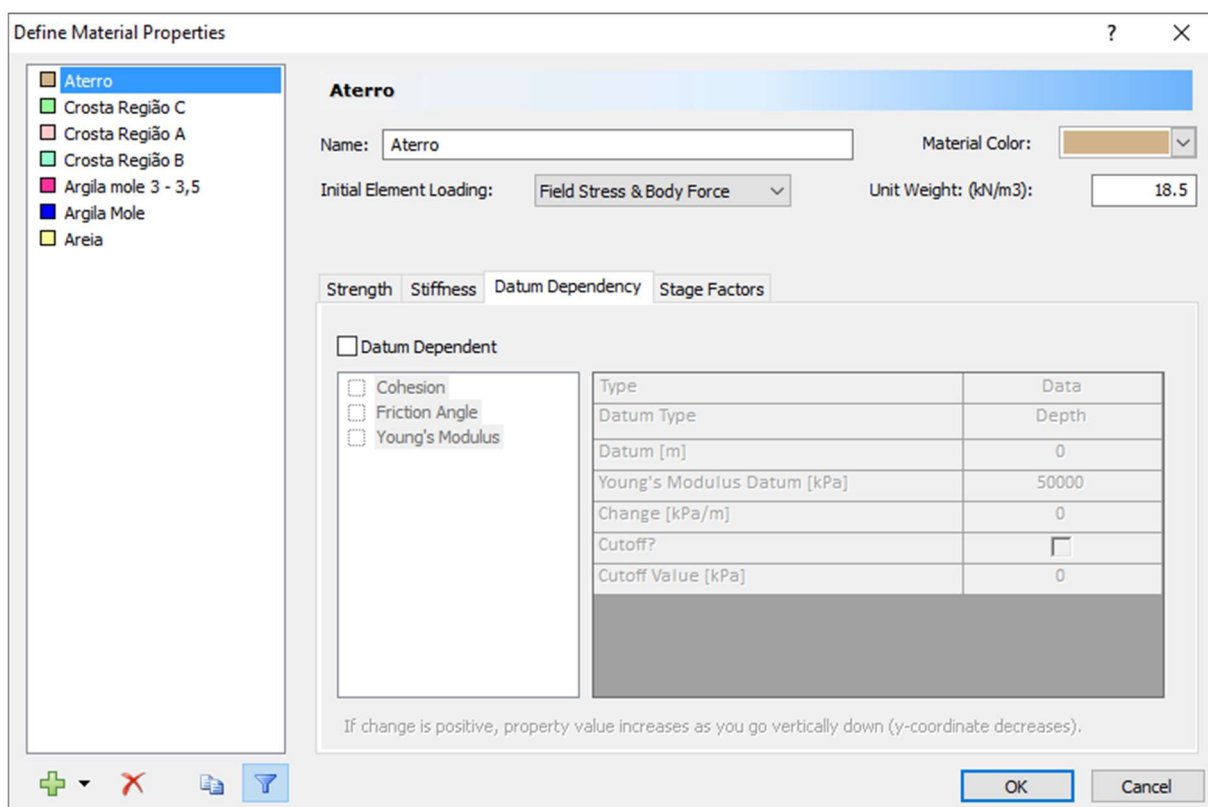 Define Material Properties
?
Aterro
Crosta Região C
Crosta Região A
Crosta Região B
Argila mole 3 - 3,5
Argila Mole
Areia
Aterro
Name: Aterro
Material Color:
Initial Element Loading: Field Stress & Body Force
Unit Weight: (kN/m3): 18.5
Strength Stiffness Datum Dependency Stage Factors
Datum Dependent
Cohesion
Friction Angle
Young's Modulus
Type Data
Datum Type Depth
Datum [m] 0
Young's Modulus Datum [kPa] 50000
Change [kPa/m] 0
Cutoff?
Cutoff Value [kPa] 0
If change is positive, property value increases as you go vertically down (y-coordinate decreases).
OK Cancel